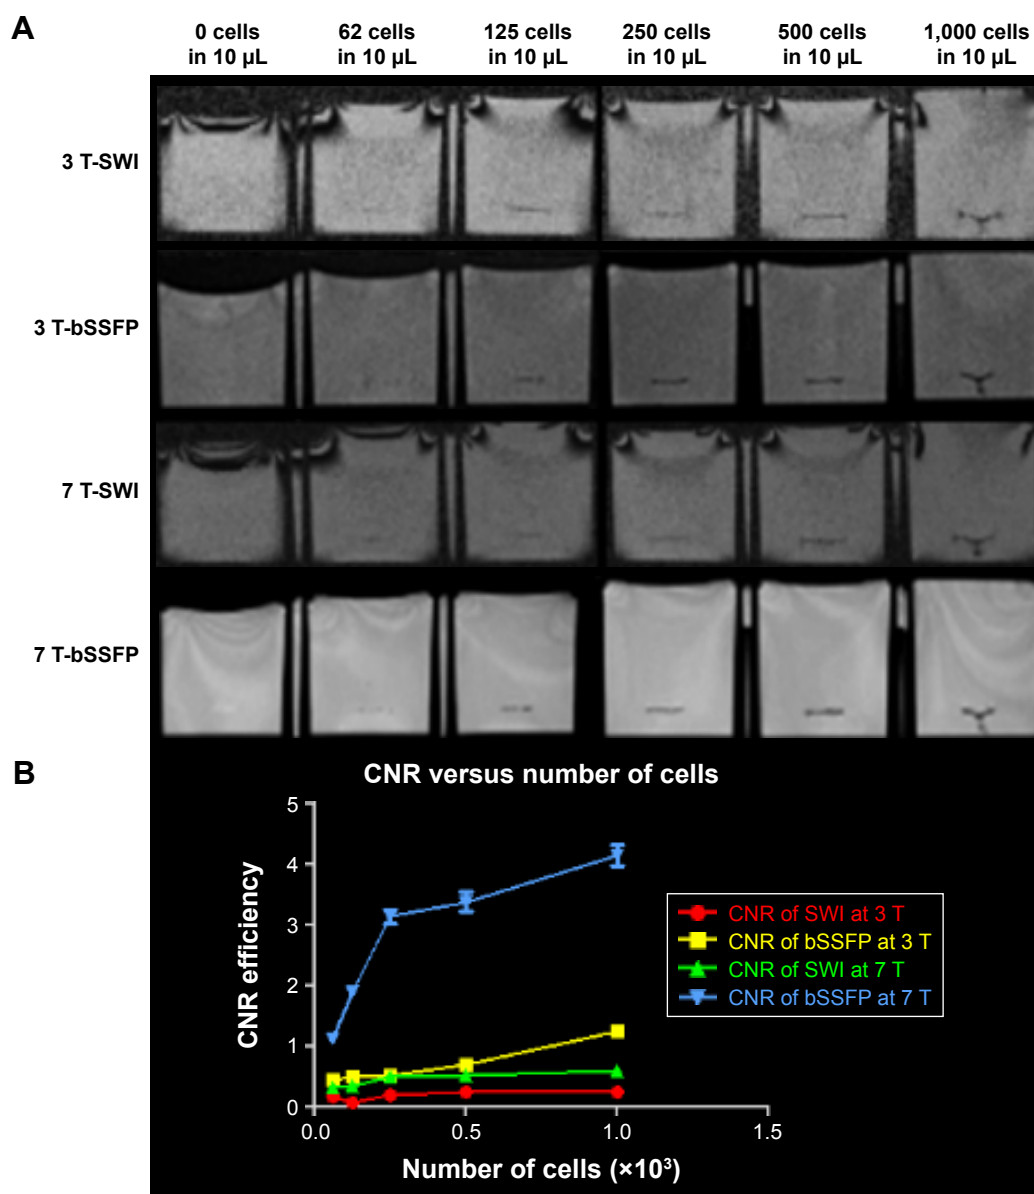 A
0 cells
in 10 µL
62 cells
in 10 µL
125 cells
in 10 µL
250 cells
in 10 µL
500 cells
in 10 µL
1,000 cells
in 10 µL
3 T-SWI
3 T-bSSFP
7 T-SWI
7 T-bSSFP
B
CNR versus number of cells
CNR efficiency
5
4
3
2
1
0
0.0
0.5
1.0
1.5
Number of cells (×10³)
CNR of SWI at 3 T
CNR of bSSFP at 3 T
CNR of SWI at 7 T
CNR of bSSFP at 7 T